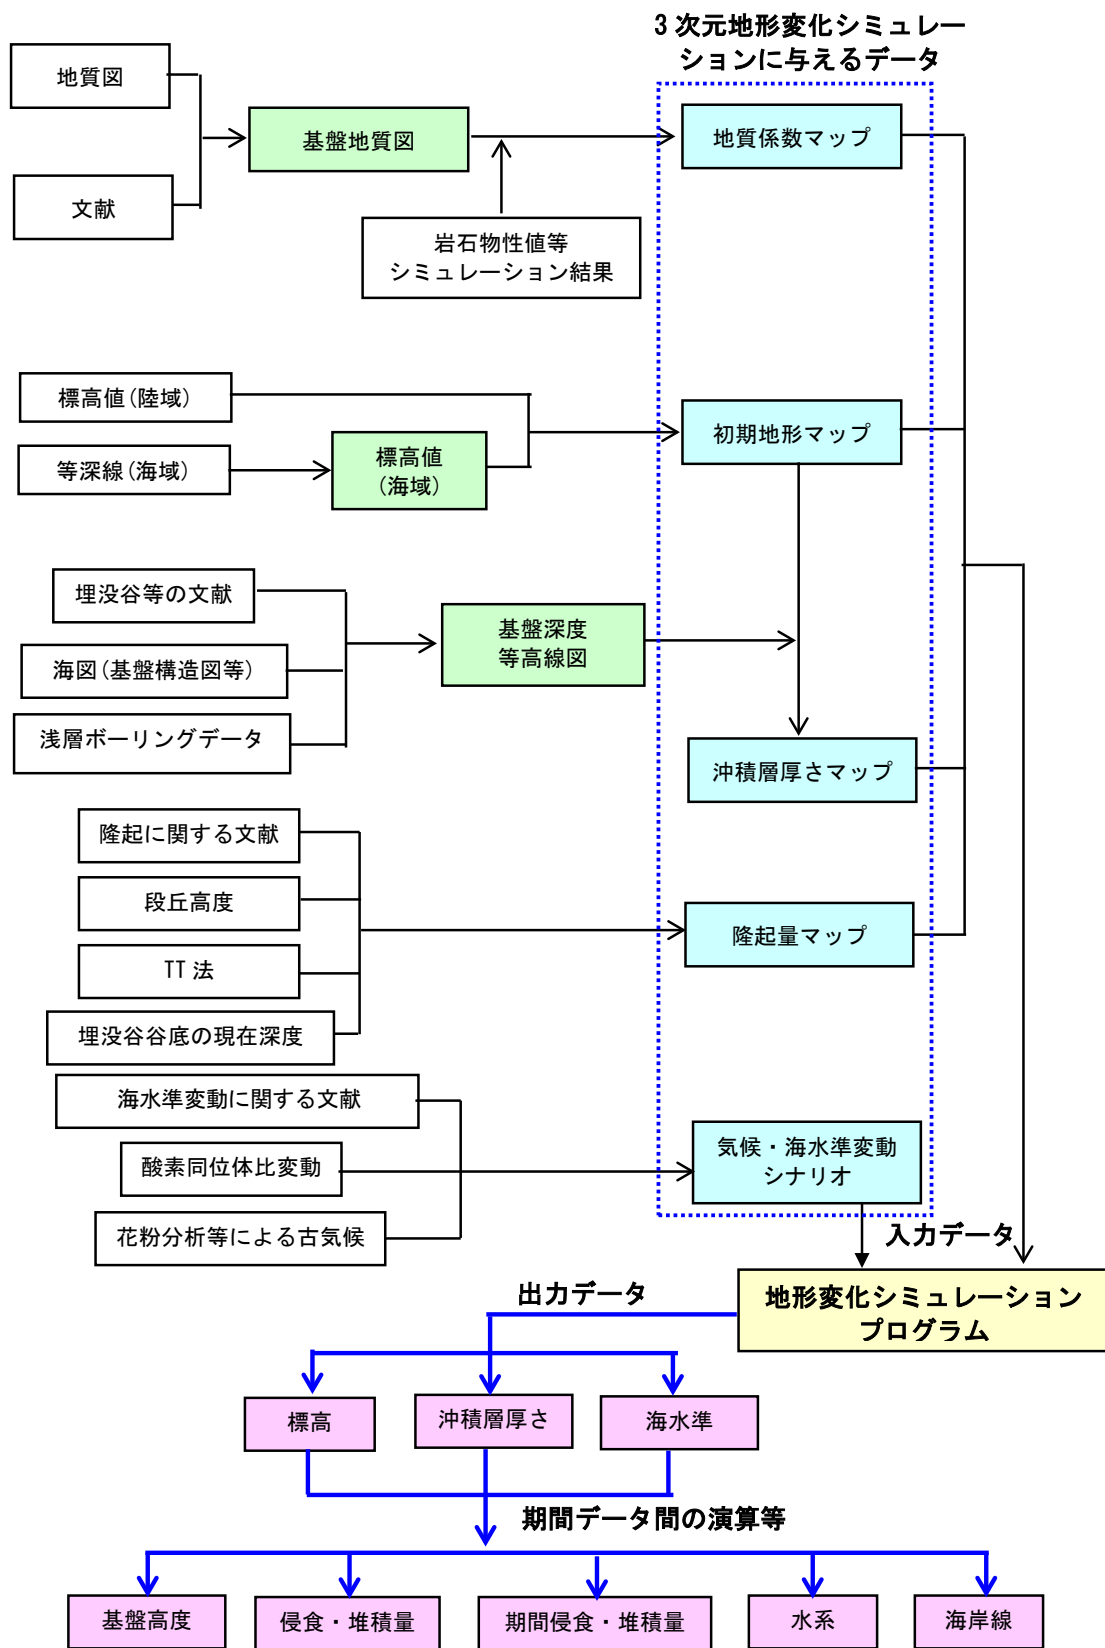 3 次元地形変化シミュレー
ションに与えるデータ
地質図
文献
基盤地質図
地質係数マップ
岩石物性値等
シミュレーション結果
標高値(陸域)
等深線(海域)
標高値
(海域)
初期地形マップ
埋没谷等の文献
海図(基盤構造図等)
浅層ボーリングデータ
基盤深度
等高線図
沖積層厚さマップ
隆起に関する文献
段丘高度
TT 法
埋没谷谷底の現在深度
隆起量マップ
海水準変動に関する文献
酸素同位体比変動
花粉分析等による古気候
気候・海水準変動
シナリオ
入力データ
地形変化シミュレーション
プログラム
出力データ
標高
沖積層厚さ
海水準
期間データ間の演算等
基盤高度
侵食・堆積量
期間侵食・堆積量
水系
海岸線